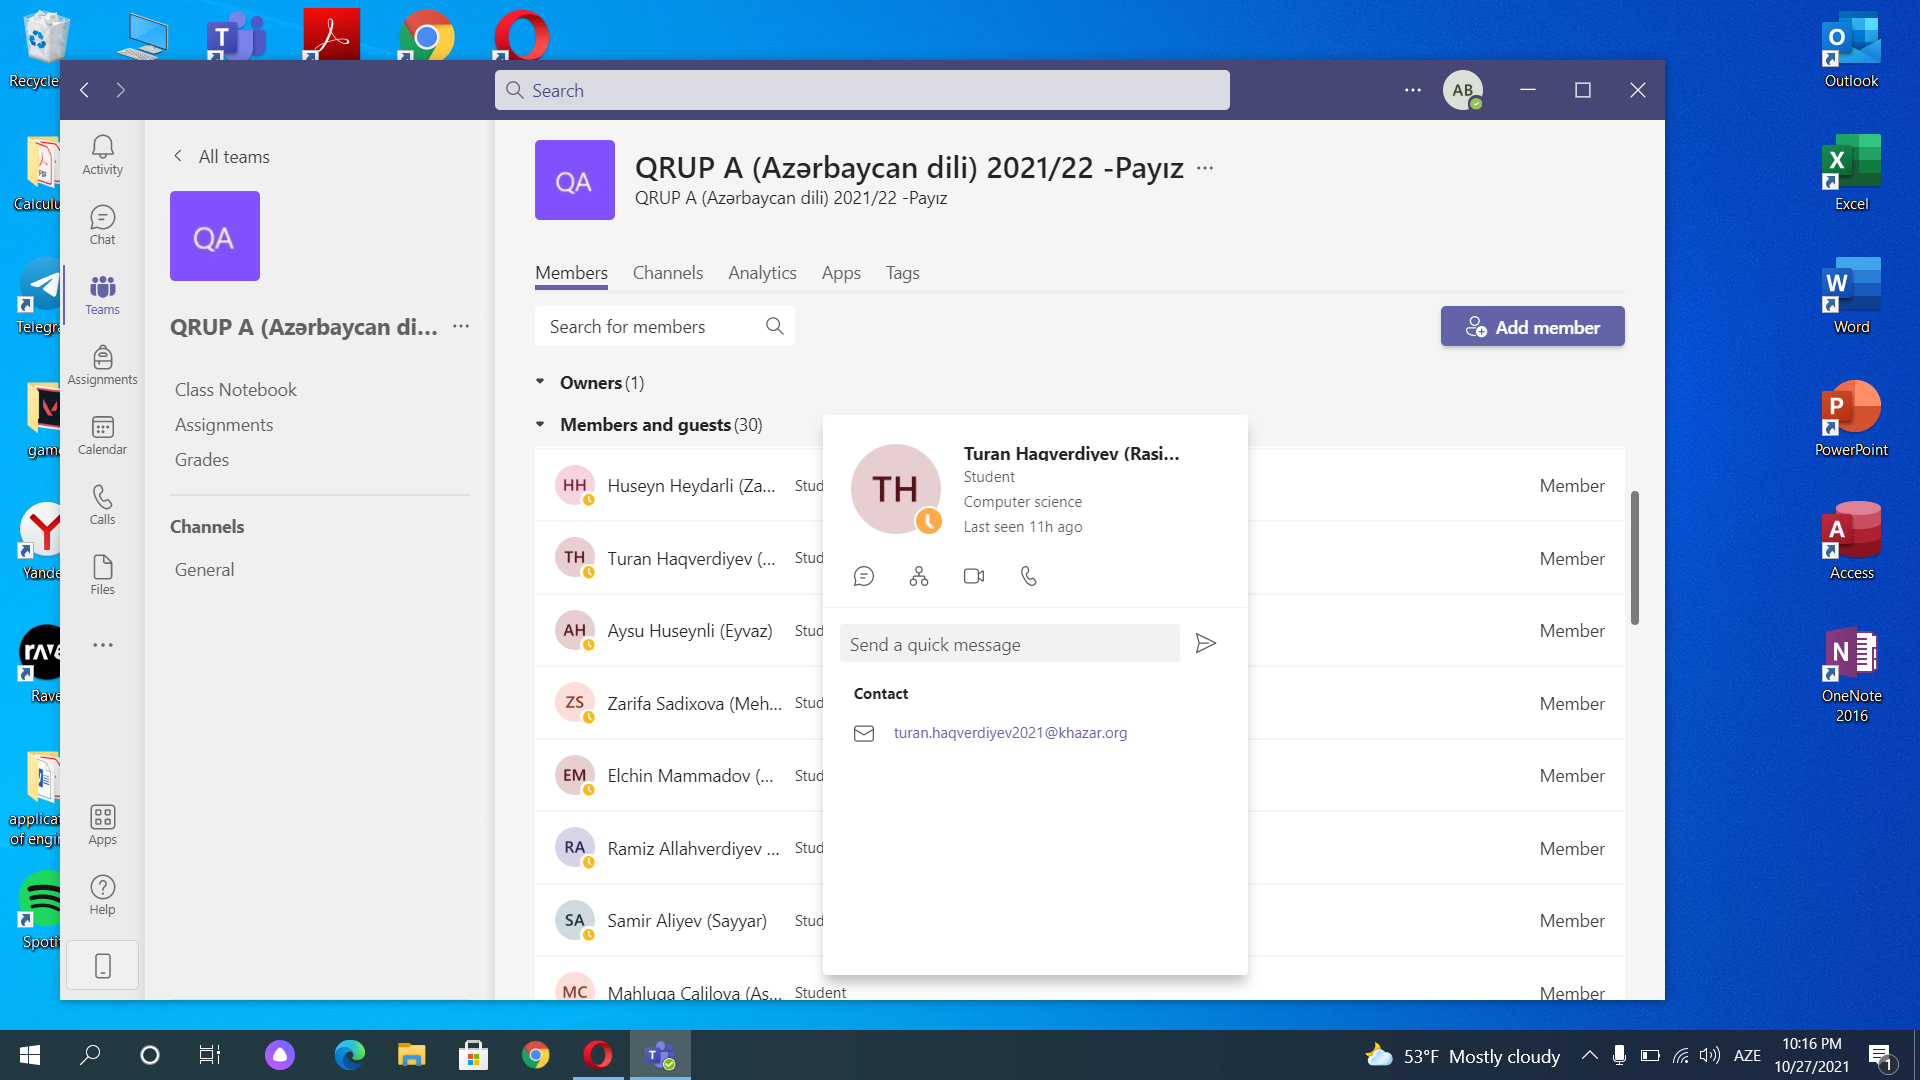 Recycle
Outlook
Search
AB
Activity
All teams
QA
QRUP A (Azərbaycan dili) 2021/22 -Payız
QRUP A (Azərbaycan dili) 2021/22 -Payız
Calculu
Excel
Chat
QA
Members Channels Analytics Apps Tags
Teams
Telegra
QRUP A (Azərbaycan di...
Search for members
Add member
Word
Assignments
Owners (1)
Class Notebook
Members and guests (30)
Assignments
Calendar
Grades
gam
PowerPoint
HH Huseyn Heydarli (Za... Stud Member
TH Turan Haqverdiyev (Rasi...
Student
Computer science
Last seen 11h ago
Calls
Channels
General
Yande
Files
Access
TH Turan Haqverdiyev (... Stud Member
AH Aysu Huseynli (Eyvaz) Stud Member
Send a quick message
rave
Rave
ZS Zarifa Sadixova (Meh... Stud Member
Contact
turan.haqverdiyev2021@khazar.org
OneNote
2016
EM Elchin Mammadov (... Stud Member
applicat
of engin
Apps
RA Ramiz Allahverdiyev ... Stud Member
Help
SA Samir Aliyev (Sayyar) Stud Member
Spotif
MC Mahluga Calilova (As... Student Member
53°F Mostly cloudy
AZE
10:16 PM
10/27/2021
1